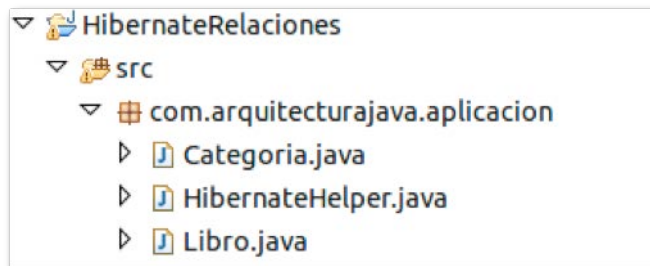 HibernateRelaciones
src
com.arquitecturajava.aplicacion
Categoria.java
HibernateHelper.java
Libro.java